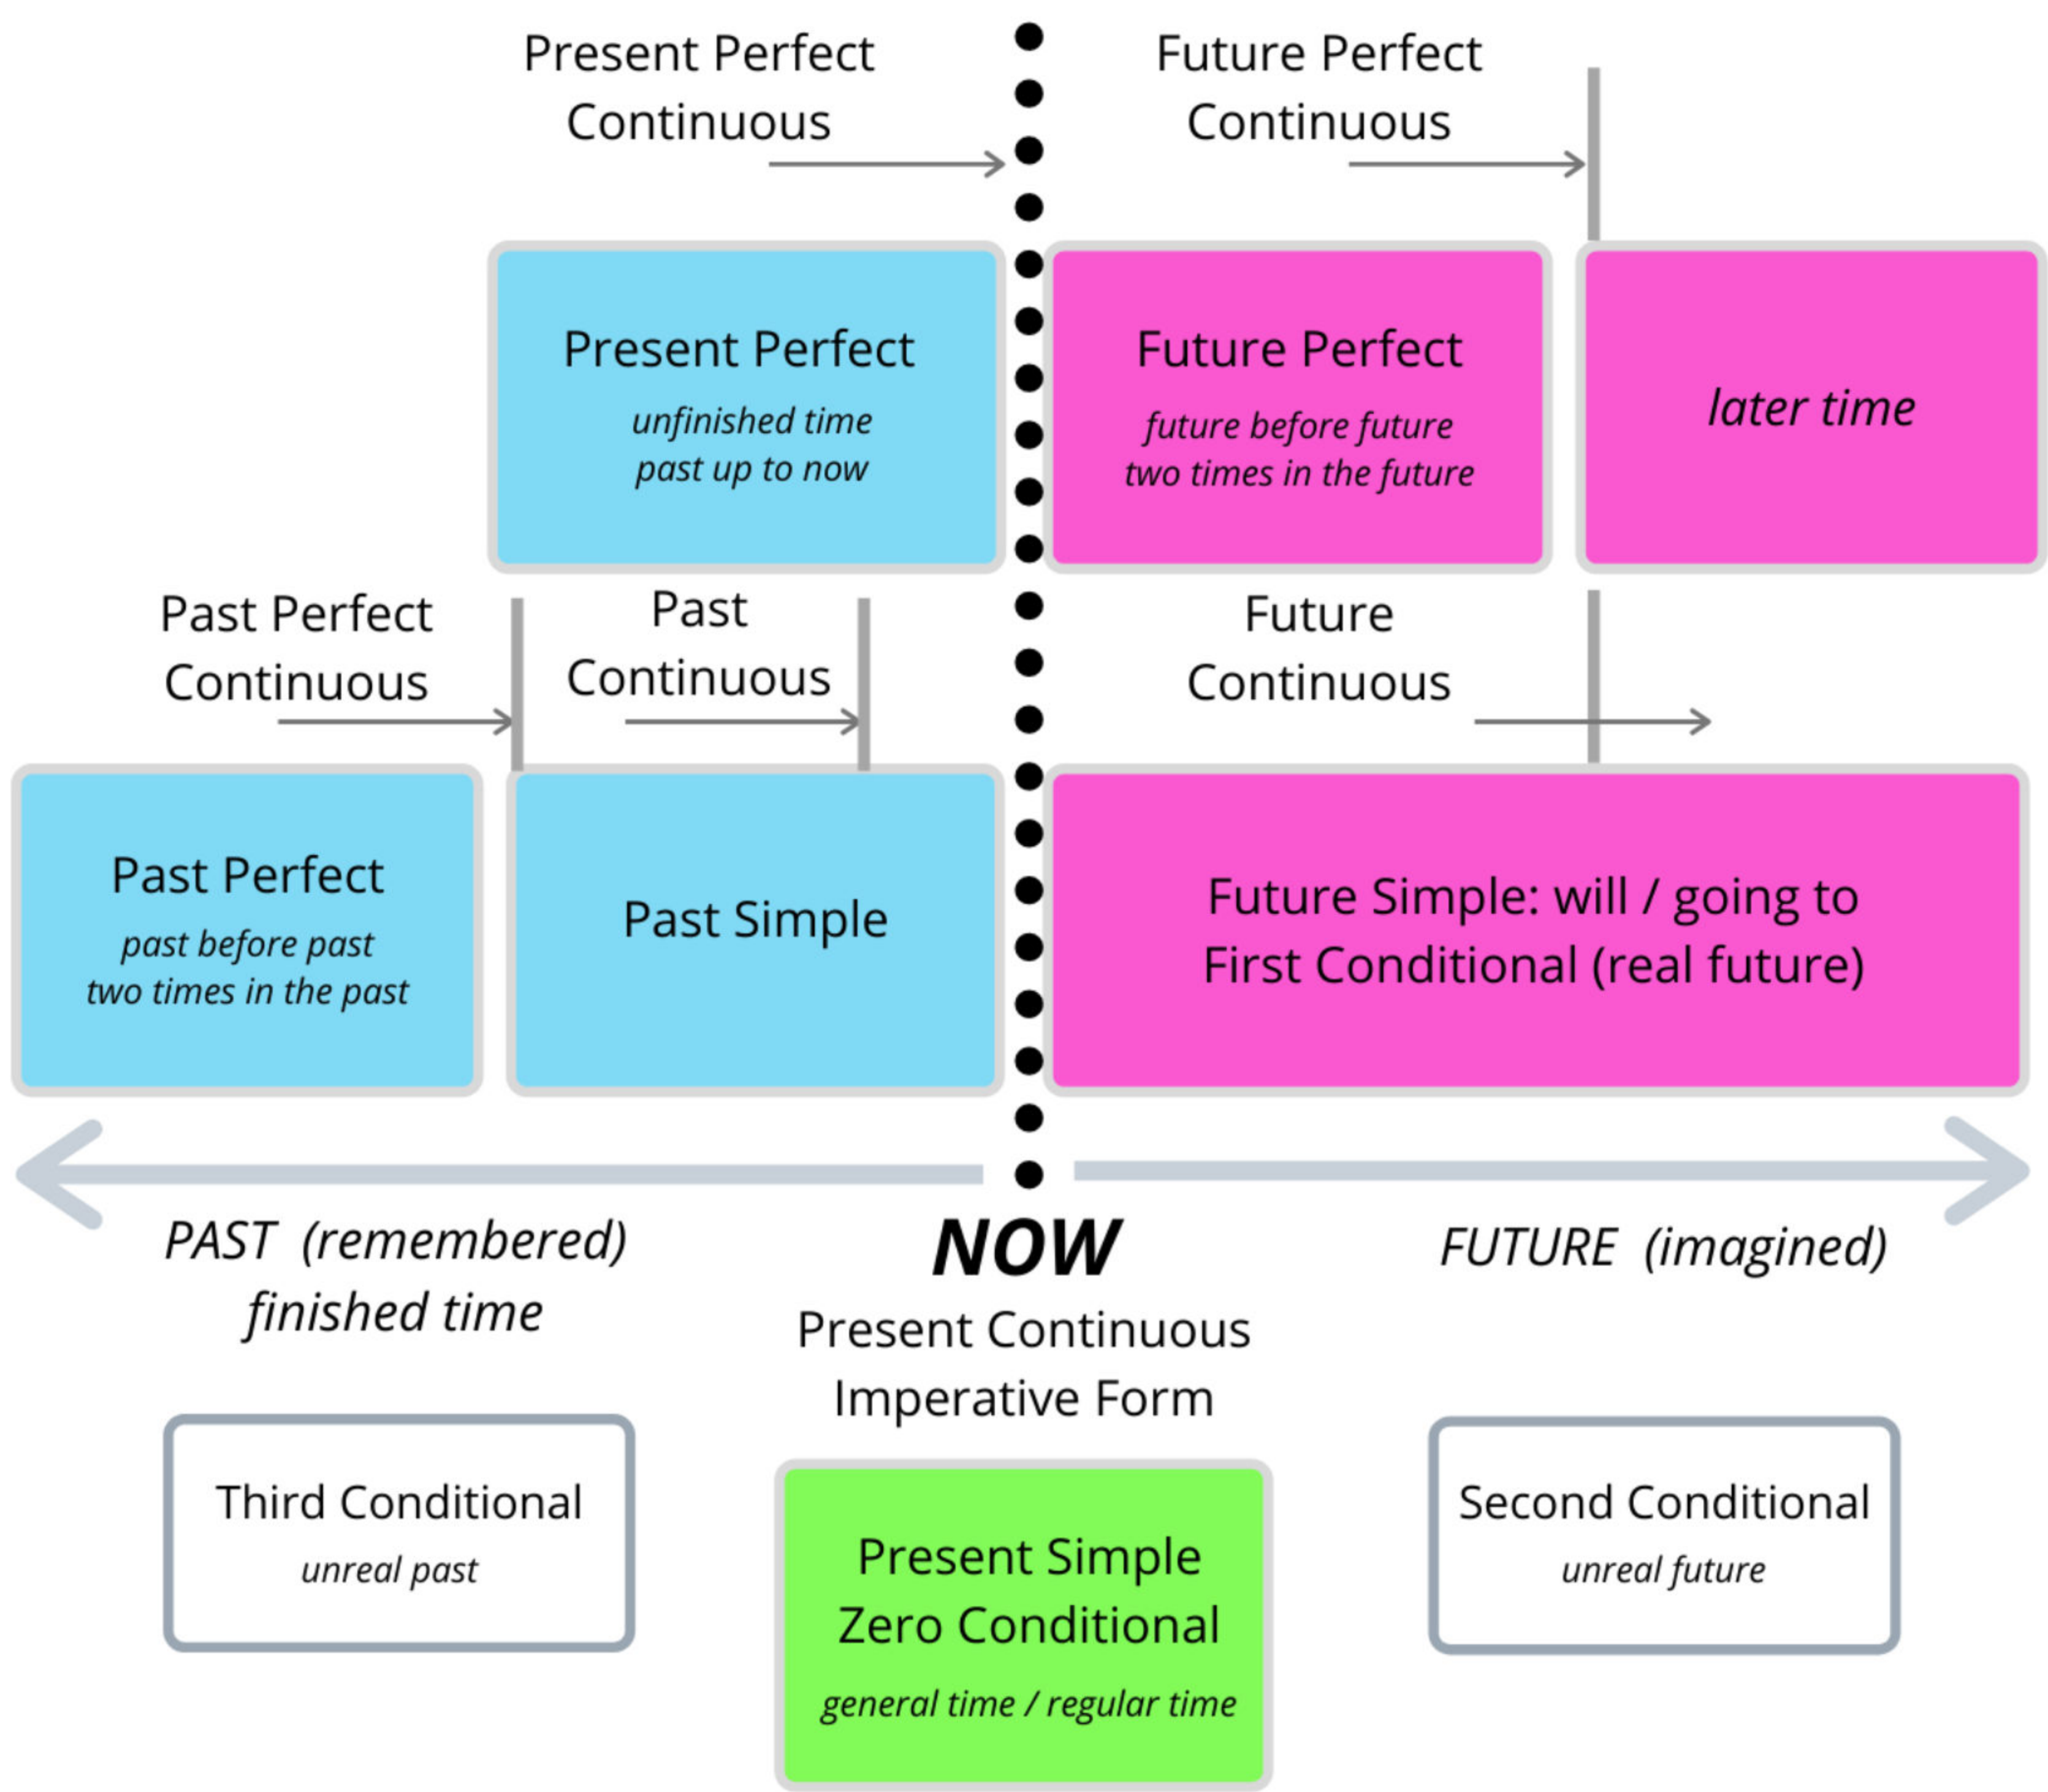 Present Perfect
Continuous
Future Perfect
Continuous
Present Perfect
unfinished time
past up to now
Future Perfect
future before future
two times in the future
later time
Past Perfect
Continuous
Past
Continuous
Future
Continuous
Past Perfect
past before past
two times in the past
Past Simple
Future Simple: will / going to
First Conditional (real future)
PAST (remembered)
finished time
NOW
Present Continuous
Imperative Form
FUTURE (imagined)
Third Conditional
unreal past
Present Simple
Zero Conditional
general time / regular time
Second Conditional
unreal future